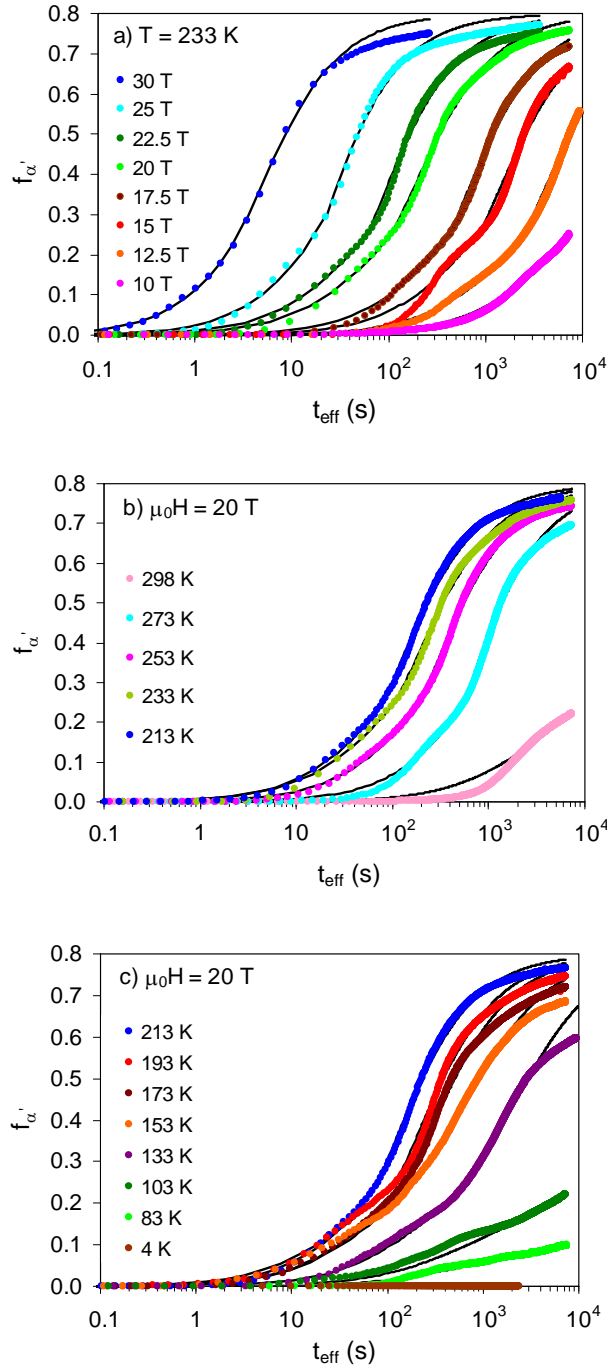 a) T = 233 K
0.8
0.7
0.6
0.5
0.4
0.3
0.2
0.1
0.0
fα'
30 T
25 T
22.5 T
20 T
17.5 T
15 T
12.5 T
10 T
0.1 1 10 10² 10³ 10⁴
t_eff (s)
b) μ₀H = 20 T
0.8
0.7
0.6
0.5
0.4
0.3
0.2
0.1
0.0
fα'
298 K
273 K
253 K
233 K
213 K
0.1 1 10 10² 10³ 10⁴
t_eff (s)
c) μ₀H = 20 T
0.8
0.7
0.6
0.5
0.4
0.3
0.2
0.1
0.0
fα'
213 K
193 K
173 K
153 K
133 K
103 K
83 K
4 K
0.1 1 10 10² 10³ 10⁴
t_eff (s)